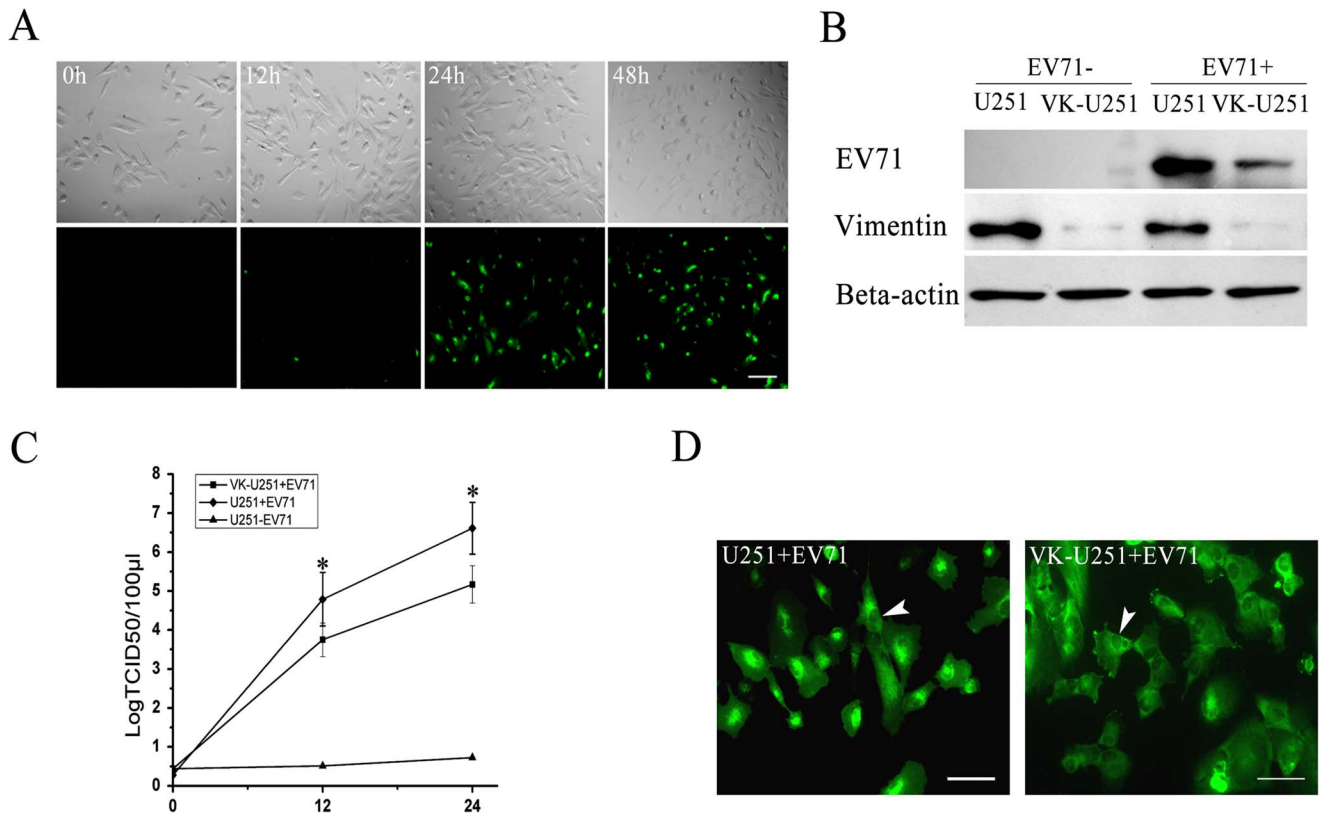 A
0h 12h 24h 48h
B
EV71- EV71+
U251 VK-U251 U251 VK-U251
EV71
Vimentin
Beta-actin
C
8
7
6
5
4
3
2
1
0
LogTCID50/100µl
VK-U251+EV71
U251+EV71
U251-EV71
*
*
0 12 24
D
U251+EV71 VK-U251+EV71